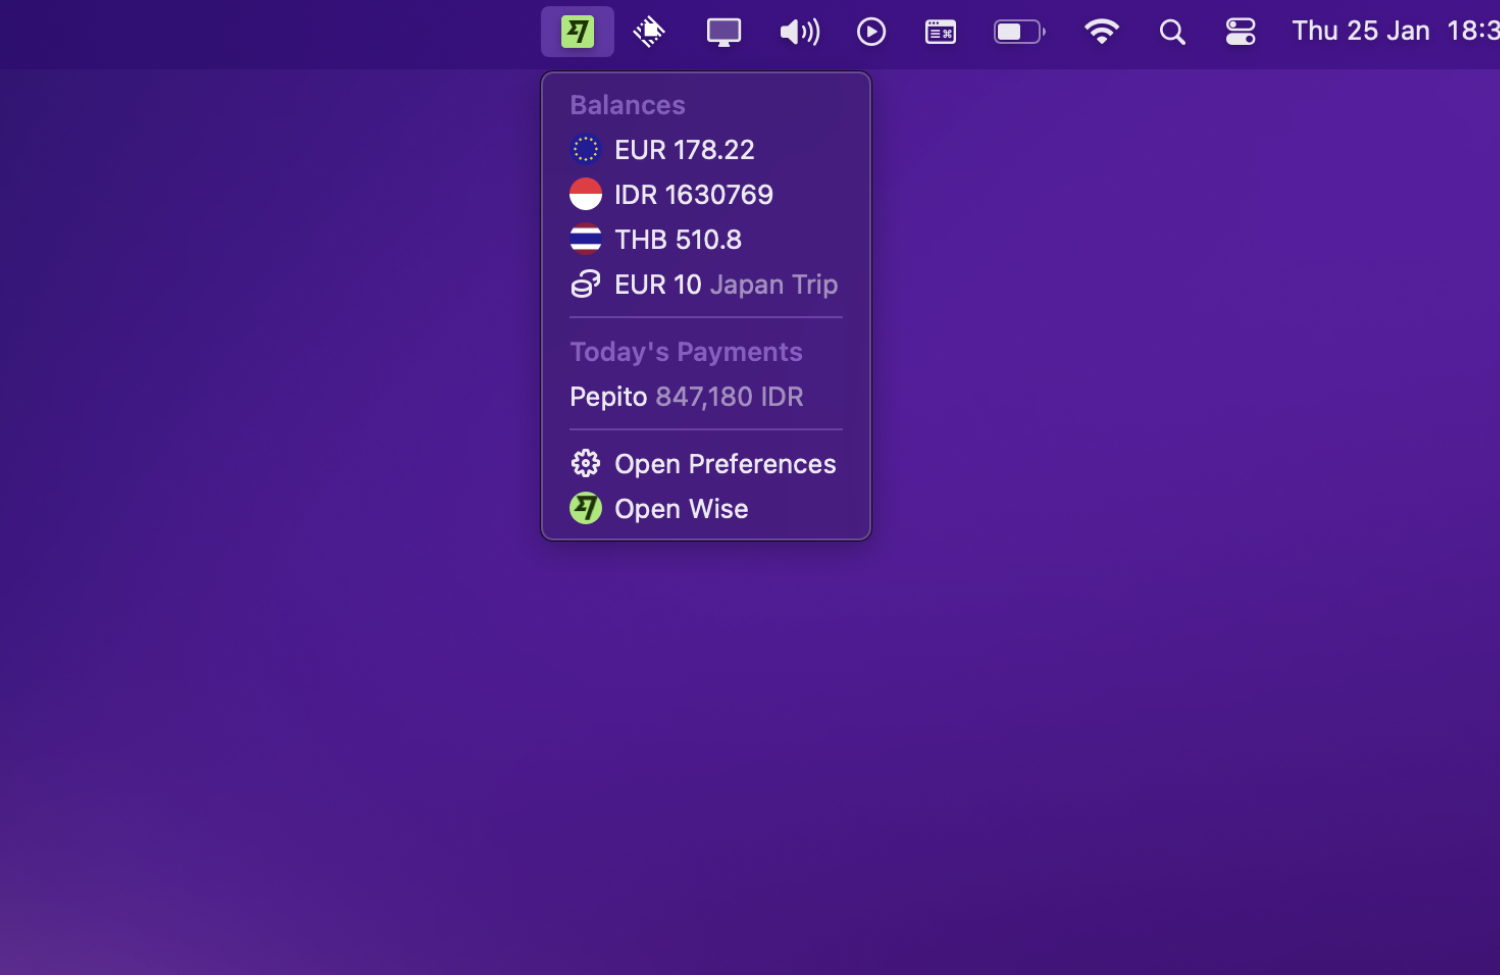 Thu 25 Jan 18:3
Balances
EUR 178.22
IDR 1630769
THB 510.8
EUR 10 Japan Trip
Today's Payments
Pepito 847,180 IDR
Open Preferences
Open Wise